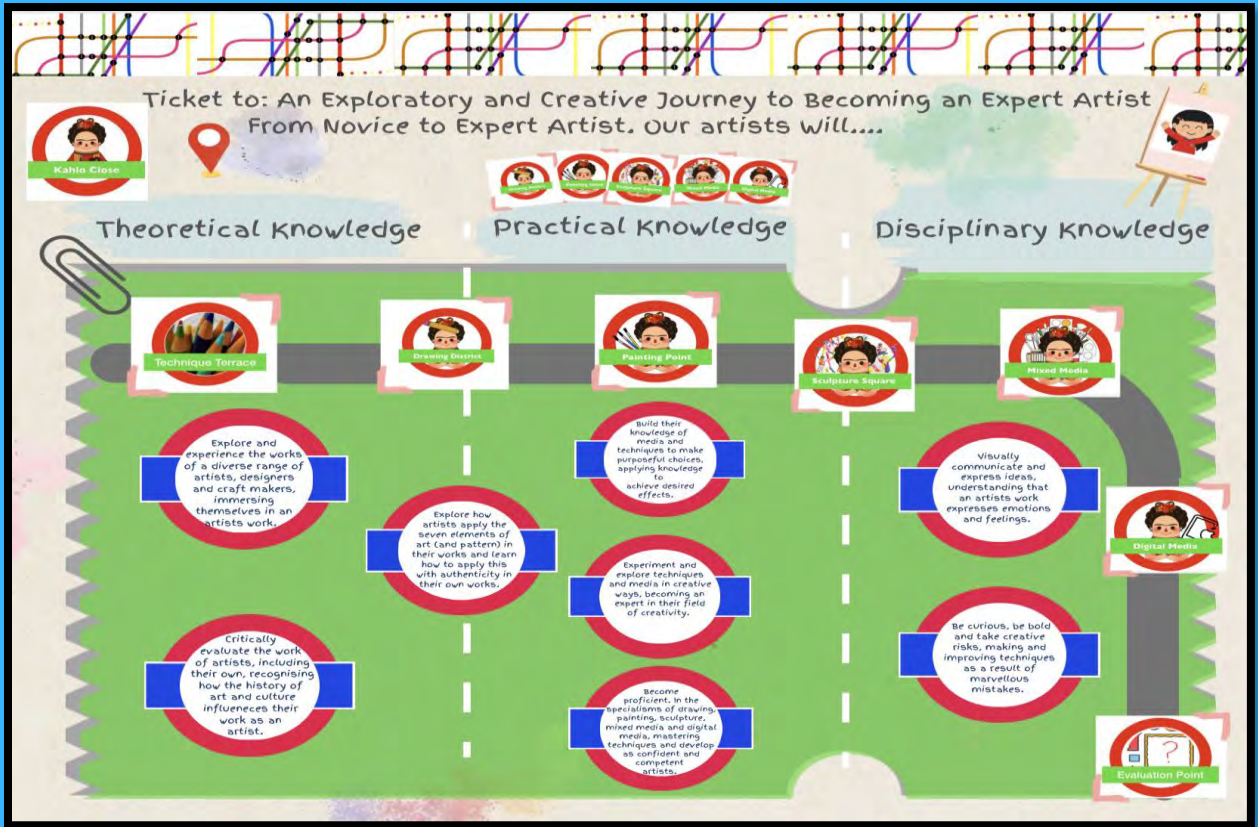 Ticket to: An Exploratory and Creative Journey to Becoming an Expert Artist
From Novice to Expert Artist. Our artists will....
Kahlo Close
Drawing District
Painting Point
Sculpture Square
Mixed Media
Digital Media
Theoretical Knowledge
Practical Knowledge
Disciplinary Knowledge
Technique Terrace
Drawing District
Painting Point
Sculpture Square
Mixed Media
Explore and
experience the works
of a diverse range of
artists, designers
and craft makers,
immersing
themselves in an
artists work.
Critically
evaluate the work
of artists, including
their own, recognising
how the history of
art and culture
influeneces their
work as an
artist.
Explore how
artists apply the
seven elements of
art (and pattern) in
their works and learn
how to apply this
with authenticity in
their own works.
Build their
knowledge of
media and
techniques to make
purposeful choices,
applying knowledge
to
achieve desired
effects.
Experiment and
explore techniques
and media in creative
ways, becoming an
expert in their field
of creativity.
Become
proficient. In the
specialisms of drawing,
painting, sculpture,
mixed media and digital
media, mastering
techniques and develop
as confident and
competent
artists.
Visually
communicate and
express ideas,
understanding that
an artists work
expresses emotions
and feelings.
Be curious, be bold
and take creative
risks, making and
improving techniques
as a result of
marvellous
mistakes.
Digital Media
?
Evaluation Point